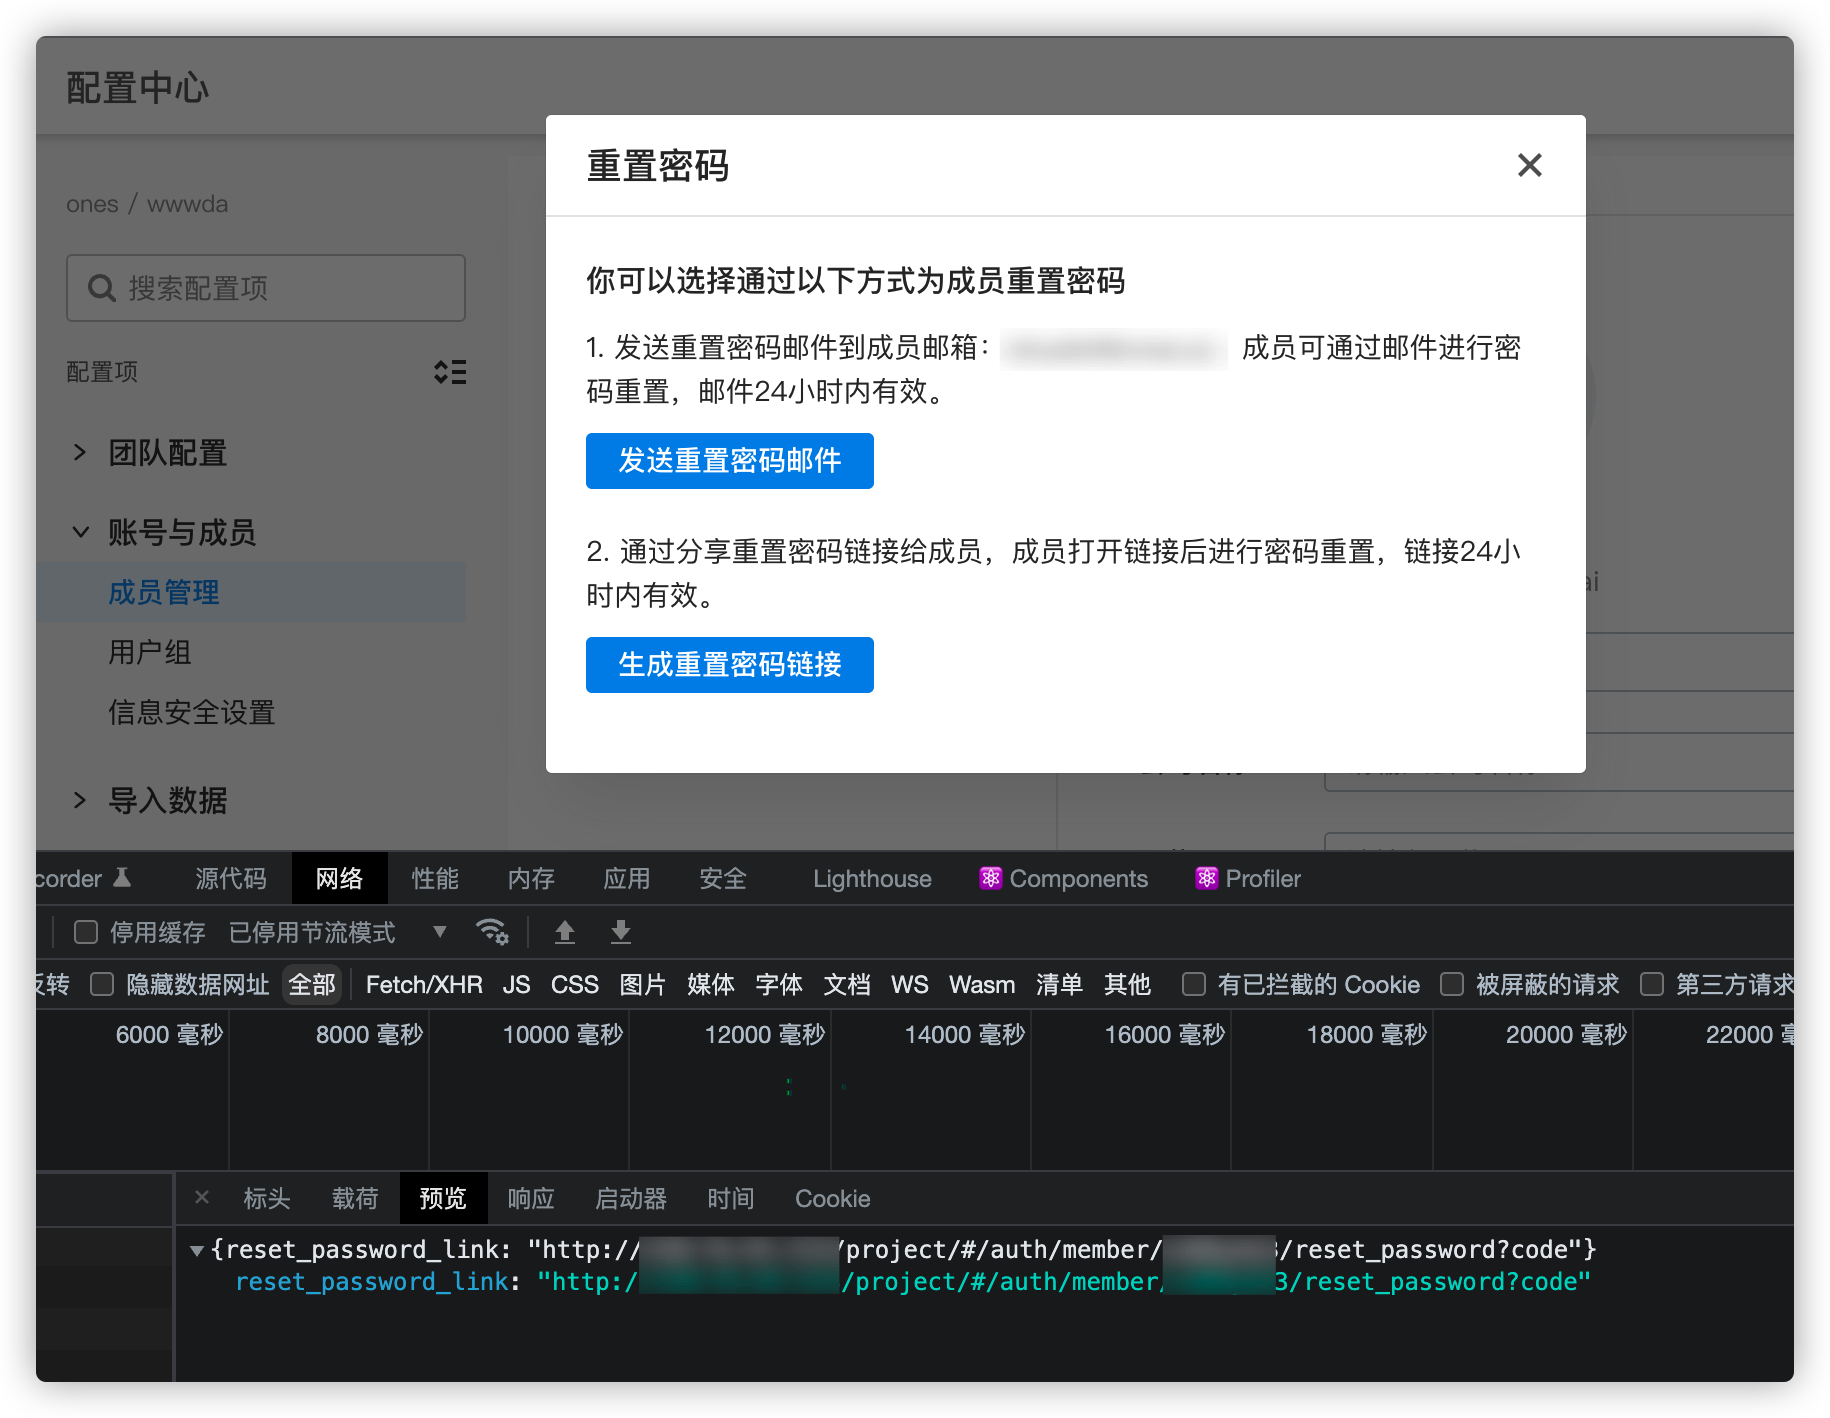 配置中心
ones / wwwda
搜索配置项
配置项
团队配置
账号与成员
成员管理
用户组
信息安全设置
导入数据
重置密码
你可以选择通过以下方式为成员重置密码
1. 发送重置密码邮件到成员邮箱： 成员可通过邮件进行密
码重置，邮件24小时内有效。
发送重置密码邮件
2. 通过分享重置密码链接给成员，成员打开链接后进行密码重置，链接24小
时内有效。
生成重置密码链接
ai
corder 源代码 网络 性能 内存 应用 安全 Lighthouse Components Profiler
停用缓存 已停用节流模式
反转 隐藏数据网址 全部 Fetch/XHR JS CSS 图片 媒体 字体 文档 WS Wasm 清单 其他 有已拦截的 Cookie 被屏蔽的请求 第三方请求
6000 毫秒 8000 毫秒 10000 毫秒 12000 毫秒 14000 毫秒 16000 毫秒 18000 毫秒 20000 毫秒 22000 毫
标头 载荷 预览 响应 启动器 时间 Cookie
{reset_password_link: "http:// /project/#/auth/member/ /reset_password?code"}
reset_password_link: "http:/ /project/#/auth/member/ 3/reset_password?code"